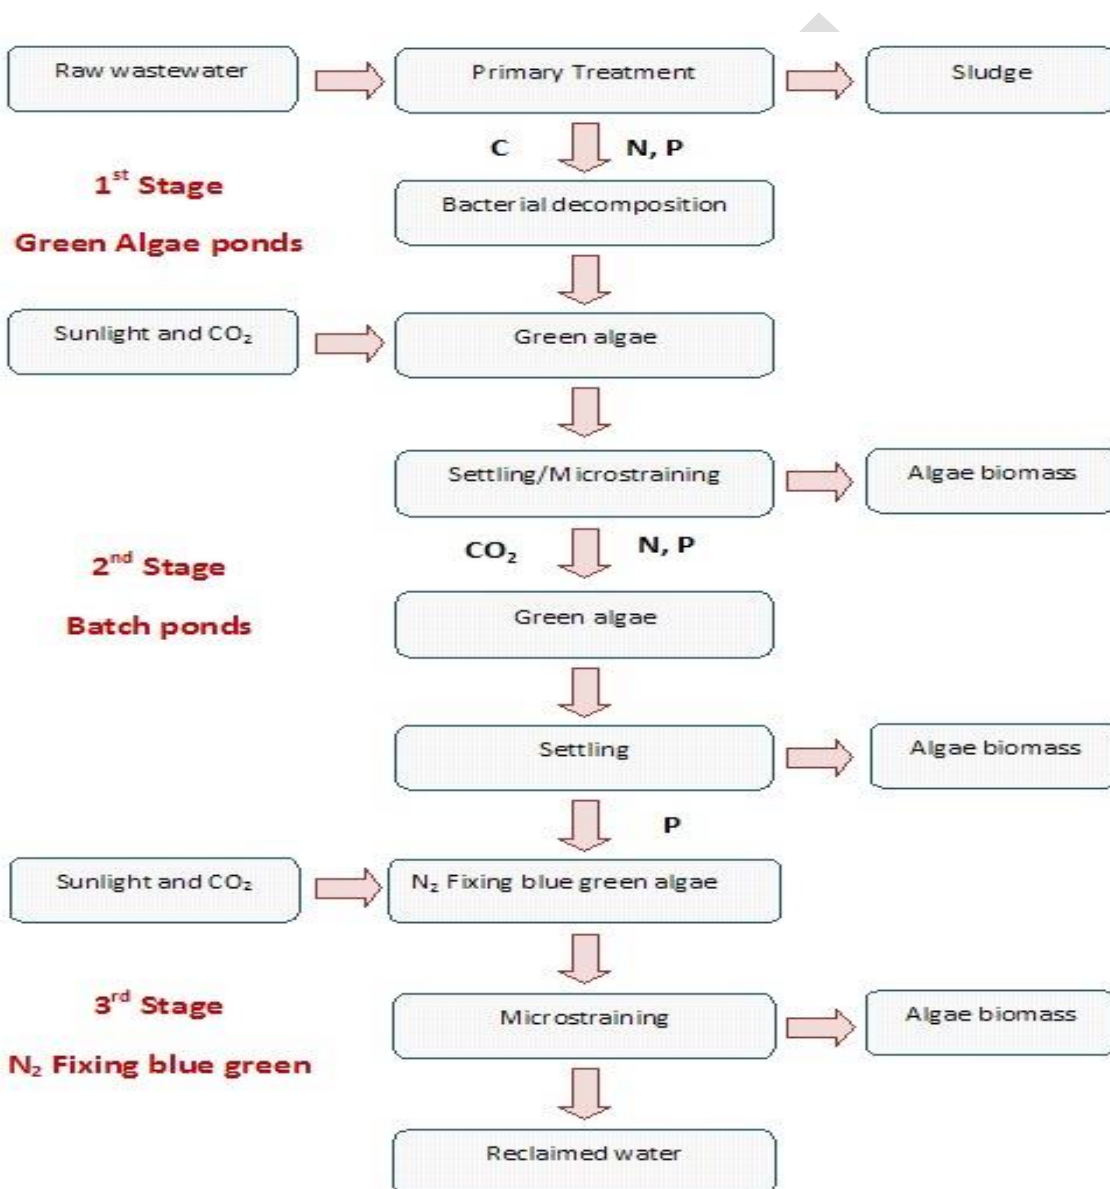 Raw wastewater
Primary Treatment
Sludge
C
N, P
1st Stage
Green Algae ponds
Bacterial decomposition
Sunlight and CO₂
Green algae
Settling/Microstraining
Algae biomass
CO₂
N, P
2nd Stage
Batch ponds
Green algae
Settling
Algae biomass
P
Sunlight and CO₂
N₂ Fixing blue green algae
3rd Stage
N₂ Fixing blue green
Microstraining
Algae biomass
Reclaimed water